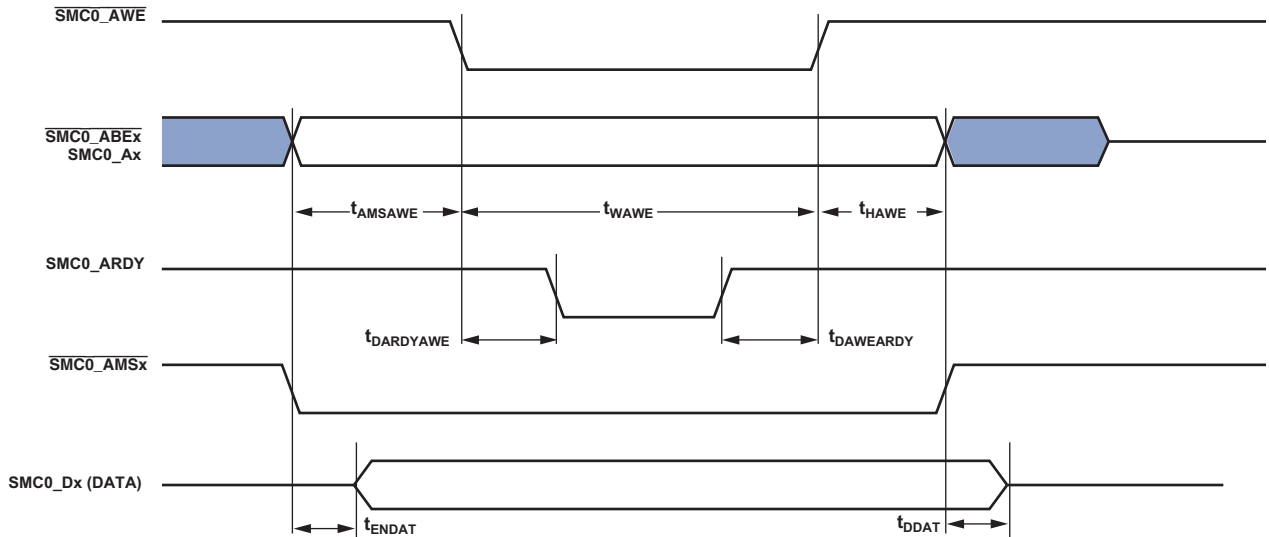 SMC0_AWE
SMC0_ABEx
SMC0_Ax
tAMSAWE
tWAWE
tHAWE
SMC0_ARDY
tDARDYAWE
tDAWEARDY
SMC0_AMSx
SMC0_Dx (DATA)
tENDAT
tDDAT